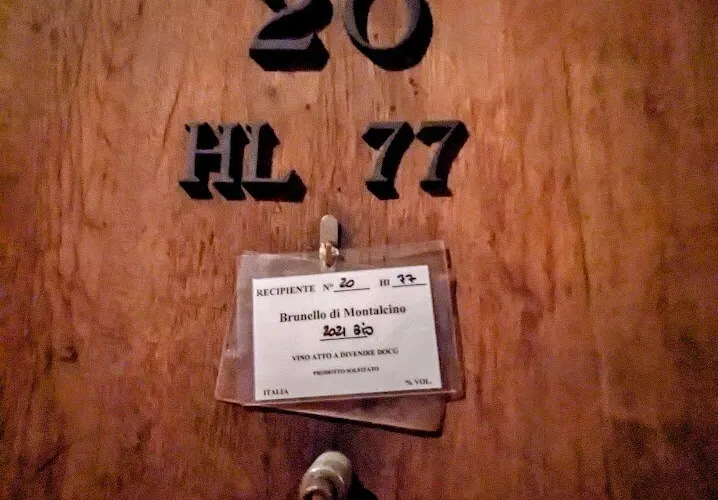 20
HL 77
RECIPIENTE N° 20 Hl 77
Brunello di Montalcino
2021 Bio
VINO ATTO A DIVENIRE DOCG
PRODOTTO SOLFITATO
ITALIA % VOL.